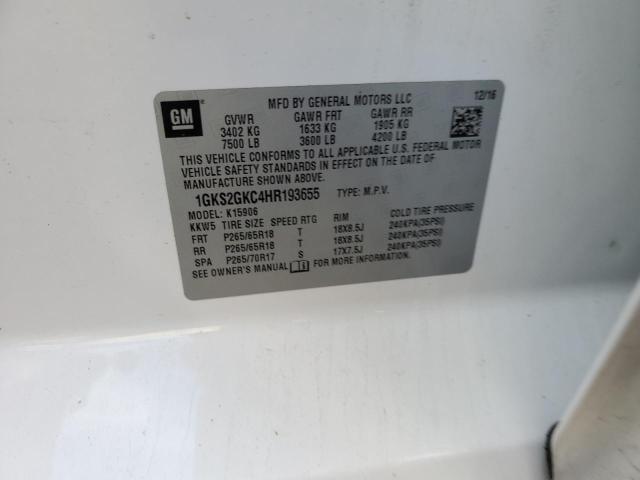 GM
MFD BY GENERAL MOTORS LLC 12/16
GVWR GAWR FRT GAWR RR
3402 KG 1633 KG 1905 KG
7500 LB 3600 LB 4200 LB
THIS VEHICLE CONFORMS TO ALL APPLICABLE U.S. FEDERAL MOTOR
VEHICLE SAFETY STANDARDS IN EFFECT ON THE DATE OF
MANUFACTURE SHOWN ABOVE.
1GKS2GKC4HR193655 TYPE: M.P.V.
MODEL: K15906
KKW5 TIRE SIZE SPEED RTG RIM COLD TIRE PRESSURE
FRT P265/65R18 T 18X8.5J 240KPA(35PSI)
RR P265/65R18 T 18X8.5J 240KPA(35PSI)
SPA P265/70R17 S 17X7.5J 240KPA(35PSI)
SEE OWNER'S MANUAL FOR MORE INFORMATION.